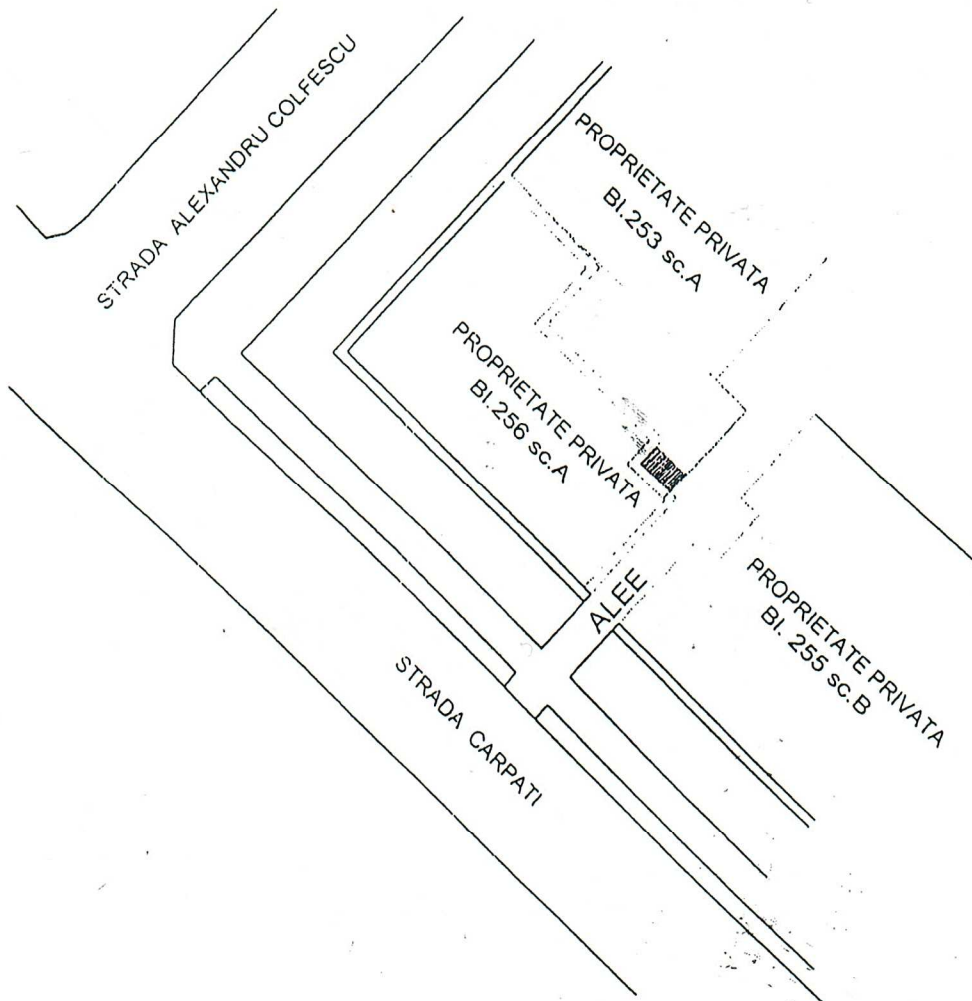 STRADA ALEXANDRU COLFESCU
PROPRIETATE PRIVATA
Bl.253 sc.A
PROPRIETATE PRIVATA
Bl.256 sc.A
ALEE
PROPRIETATE PRIVATA
Bl. 255 sc.B
STRADA CARPATI